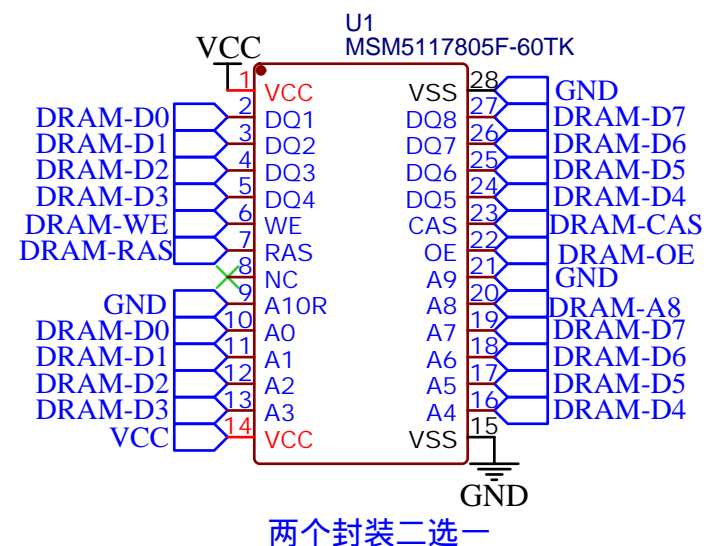 U1
MSM5117805F-60TK
VCC
1 VCC VSS 28 GND
DRAM-D0 2 DQ1 DQ8 27 DRAM-D7
DRAM-D1 3 DQ2 DQ7 26 DRAM-D6
DRAM-D2 4 DQ3 DQ6 25 DRAM-D5
DRAM-D3 5 DQ4 DQ5 24 DRAM-D4
DRAM-WE 6 WE CAS 23 DRAM-CAS
DRAM-RAS 7 RAS OE 22 DRAM-OE
8 NC A9 21 GND
GND 9 A10R A8 20 DRAM-A8
DRAM-D0 10 A0 A7 19 DRAM-D7
DRAM-D1 11 A1 A6 18 DRAM-D6
DRAM-D2 12 A2 A5 17 DRAM-D5
DRAM-D3 13 A3 A4 16 DRAM-D4
VCC 14 VCC VSS 15
GND
两个封装二选一